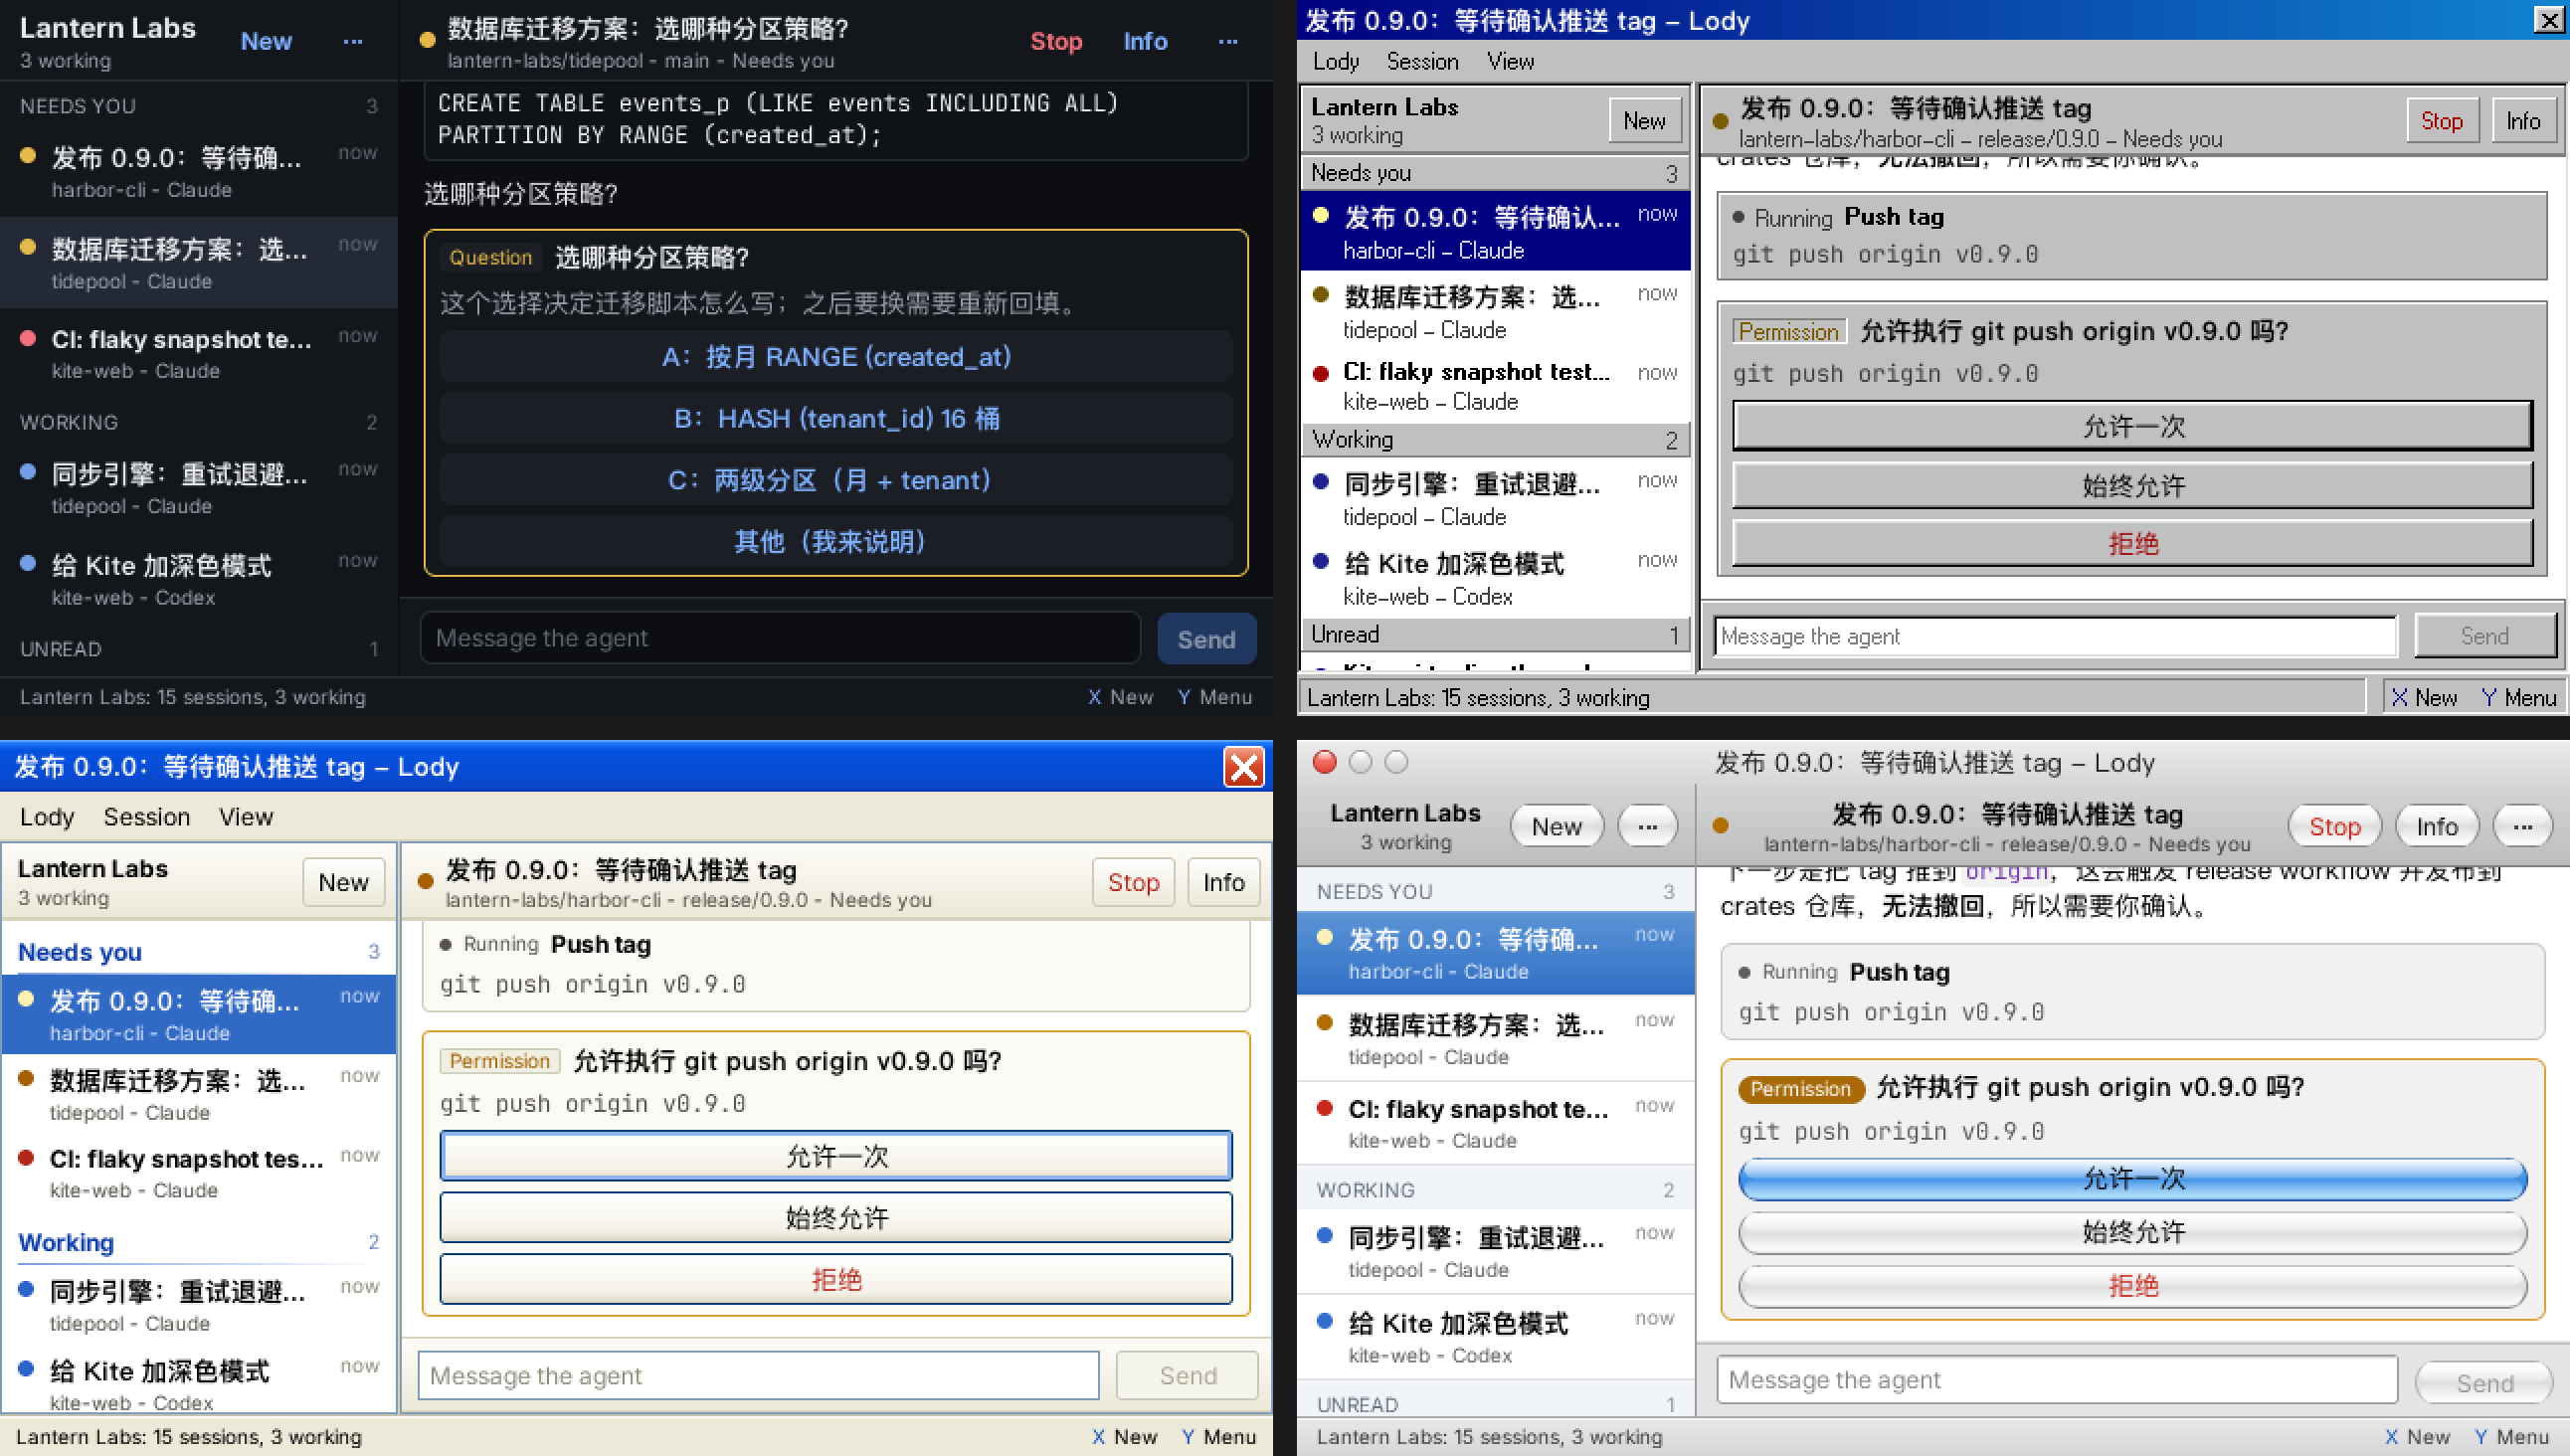 Lantern Labs
3 working
New
...
NEEDS YOU 3
发布 0.9.0：等待确... now
harbor-cli - Claude
数据库迁移方案：选... now
tidepool - Claude
CI: flaky snapshot te... now
kite-web - Claude
WORKING 2
同步引擎：重试退避... now
tidepool - Claude
给 Kite 加深色模式 now
kite-web - Codex
UNREAD 1
数据库迁移方案：选哪种分区策略？
lantern-labs/tidepool - main - Needs you
Stop Info ...
CREATE TABLE events_p (LIKE events INCLUDING ALL)
PARTITION BY RANGE (created_at);
选哪种分区策略？
Question 选哪种分区策略？
这个选择决定迁移脚本怎么写；之后要换需要重新回填。
A：按月 RANGE (created_at)
B：HASH (tenant_id) 16 桶
C：两级分区（月 + tenant）
其他（我来说明）
Message the agent Send
Lantern Labs: 15 sessions, 3 working X New Y Menu
发布 0.9.0：等待确认推送 tag – Lody
Lody Session View
Lantern Labs
3 working
New
Needs you 3
发布 0.9.0：等待确认... now
harbor-cli – Claude
数据库迁移方案：选... now
tidepool – Claude
CI: flaky snapshot test... now
kite-web – Claude
Working 2
同步引擎：重试退避... now
tidepool – Claude
给 Kite 加深色模式 now
kite-web – Codex
Unread 1
发布 0.9.0：等待确认推送 tag
lantern-labs/harbor-cli – release/0.9.0 – Needs you
Stop Info
crates 仓库，无法撤回，所以需要你确认。
Running Push tag
git push origin v0.9.0
Permission 允许执行 git push origin v0.9.0 吗？
git push origin v0.9.0
允许一次
始终允许
拒绝
Message the agent Send
Lantern Labs: 15 sessions, 3 working X New Y Menu
发布 0.9.0：等待确认推送 tag – Lody
Lody Session View
Lantern Labs
3 working
New
Needs you 3
发布 0.9.0：等待确... now
harbor-cli - Claude
数据库迁移方案：选... now
tidepool - Claude
CI: flaky snapshot tes... now
kite-web - Claude
Working 2
同步引擎：重试退避... now
tidepool - Claude
给 Kite 加深色模式 now
kite-web - Codex
发布 0.9.0：等待确认推送 tag
lantern-labs/harbor-cli - release/0.9.0 - Needs you
Stop Info
Running Push tag
git push origin v0.9.0
Permission 允许执行 git push origin v0.9.0 吗？
git push origin v0.9.0
允许一次
始终允许
拒绝
Message the agent Send
Lantern Labs: 15 sessions, 3 working X New Y Menu
发布 0.9.0：等待确认推送 tag – Lody
Lantern Labs
3 working
New ...
NEEDS YOU 3
发布 0.9.0：等待确... now
harbor-cli - Claude
数据库迁移方案：选... now
tidepool - Claude
CI: flaky snapshot te... now
kite-web - Claude
WORKING 2
同步引擎：重试退避... now
tidepool - Claude
给 Kite 加深色模式 now
kite-web - Codex
UNREAD 1
发布 0.9.0：等待确认推送 tag
lantern-labs/harbor-cli - release/0.9.0 - Needs you
Stop Info ...
下一步是把 tag 推到 origin，这会触发 release workflow 并发布到
crates 仓库，无法撤回，所以需要你确认。
Running Push tag
git push origin v0.9.0
Permission 允许执行 git push origin v0.9.0 吗？
git push origin v0.9.0
允许一次
始终允许
拒绝
Message the agent Send
Lantern Labs: 15 sessions, 3 working X New Y Menu